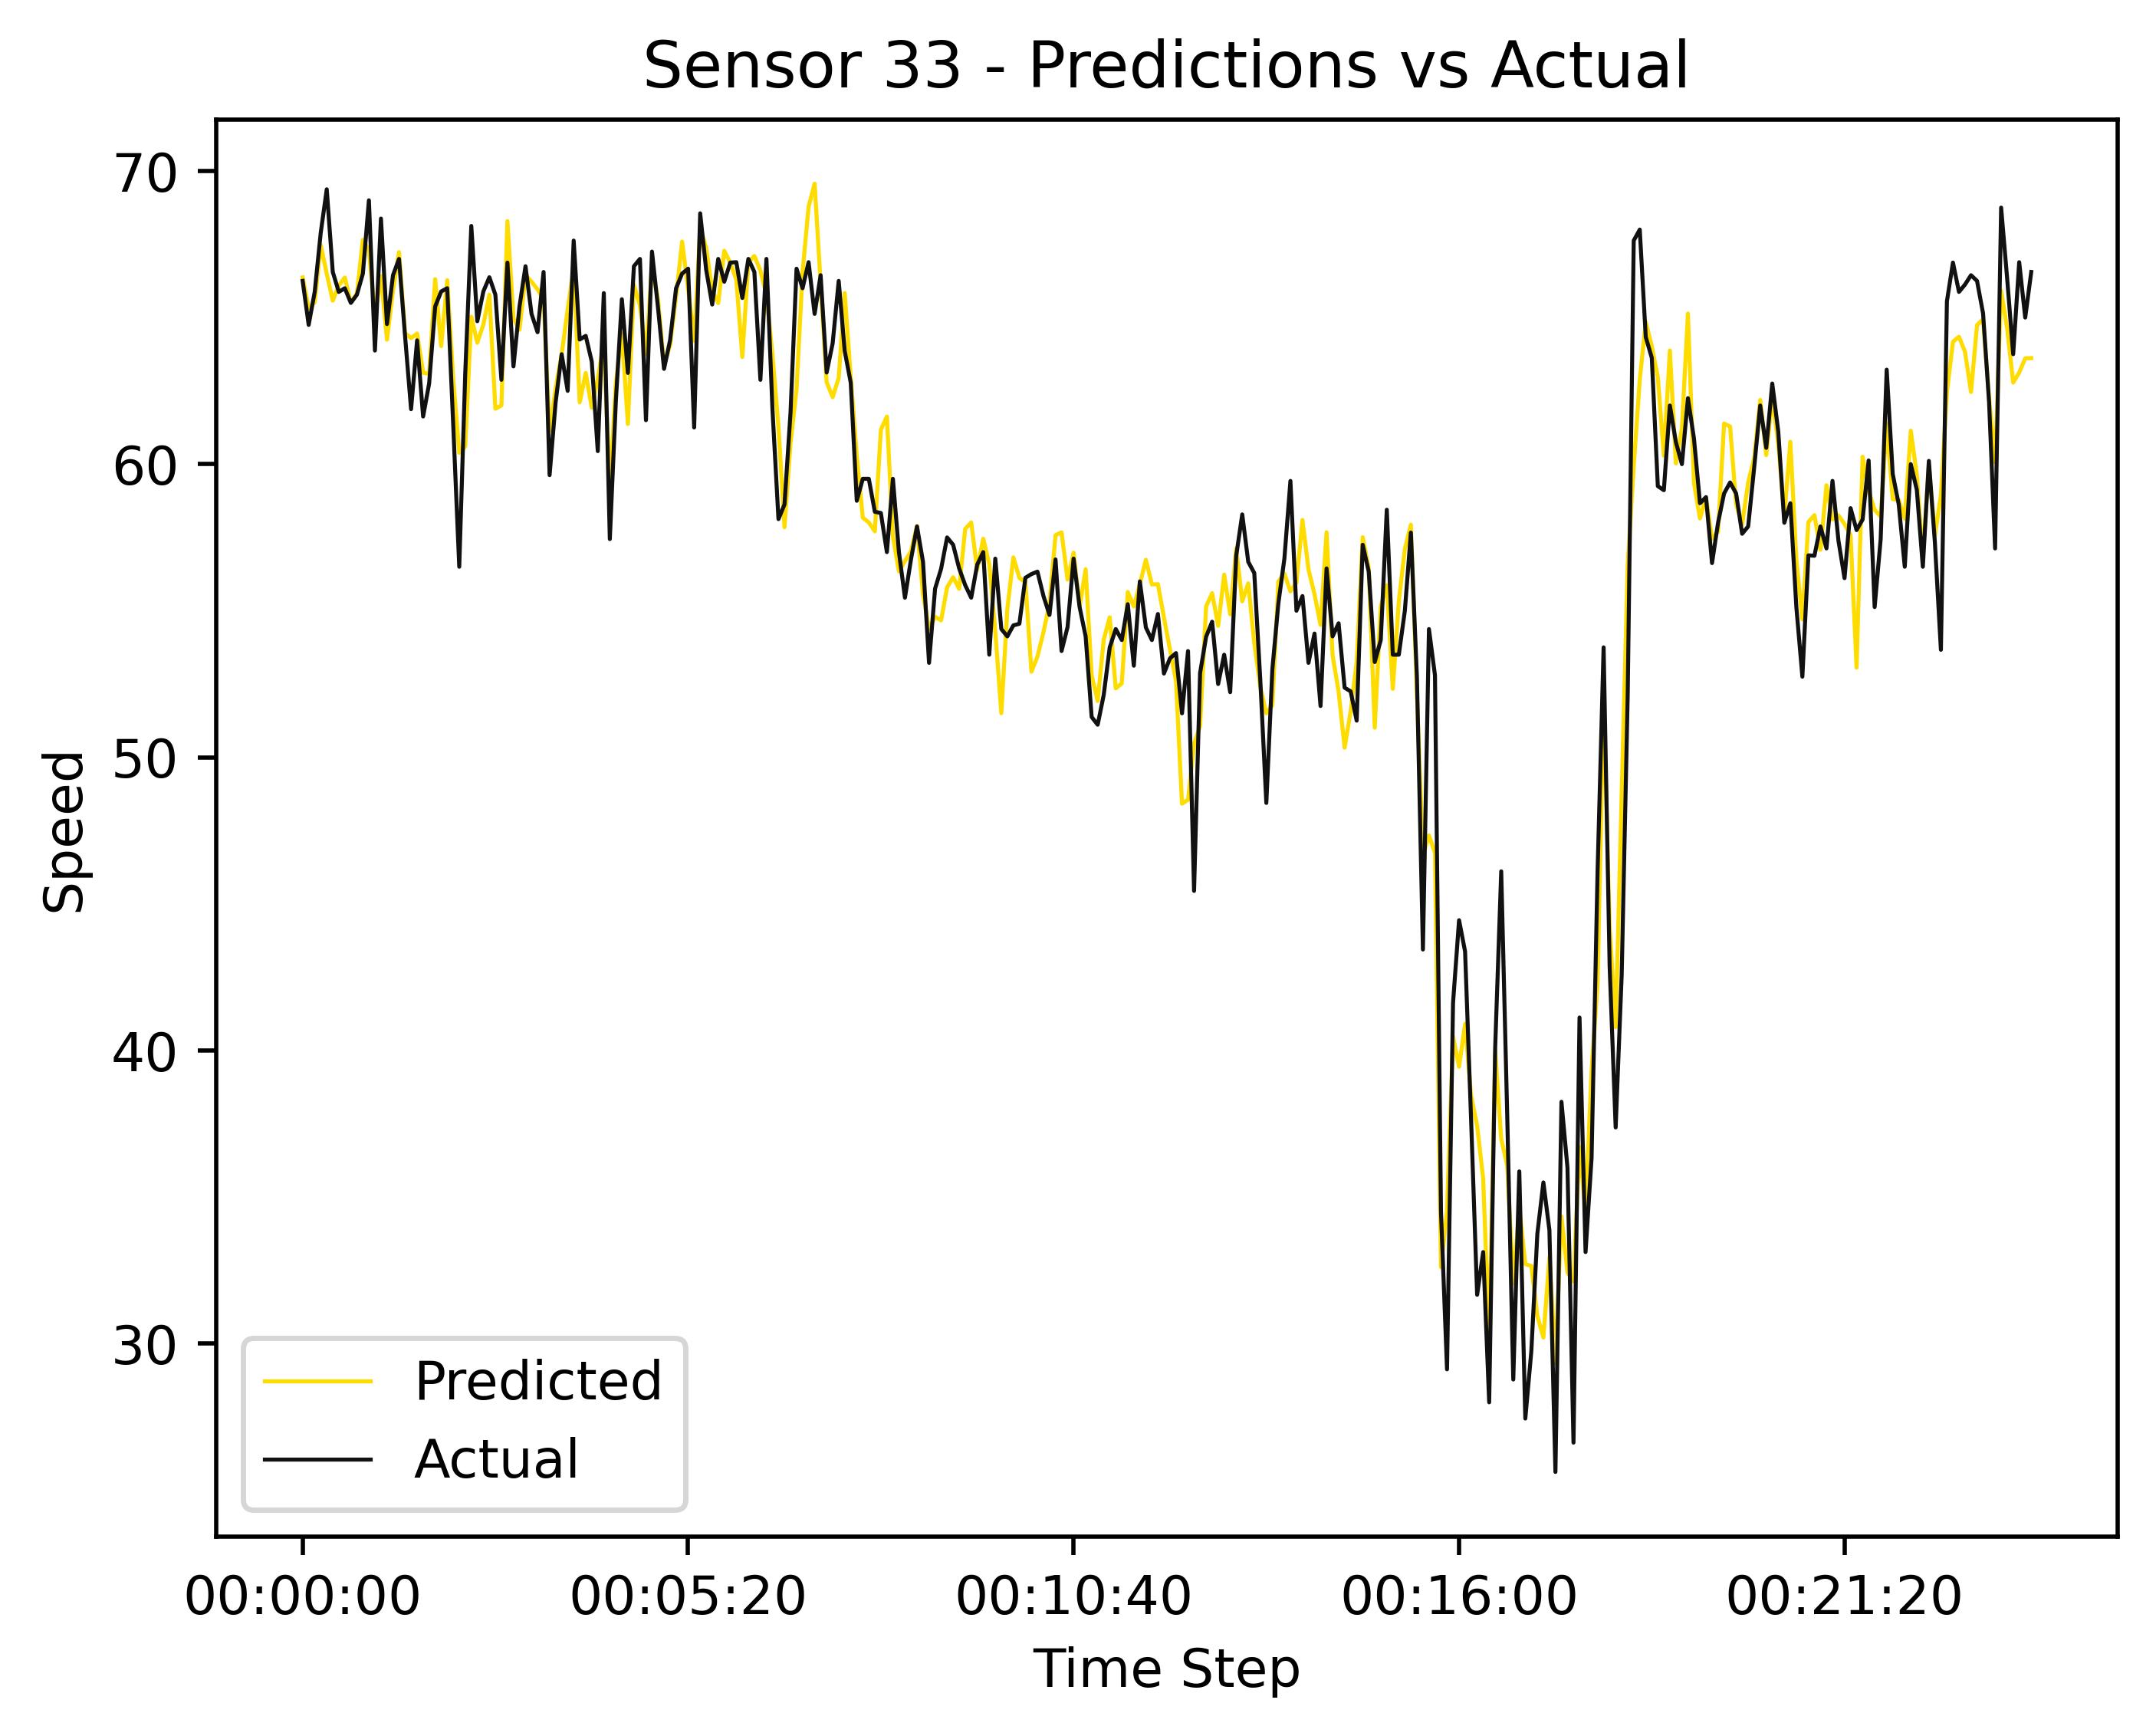 Sensor 33 - Predictions vs Actual
70
60
50
40
30
Speed
Predicted
Actual
00:00:00 00:05:20 00:10:40 00:16:00 00:21:20
Time Step